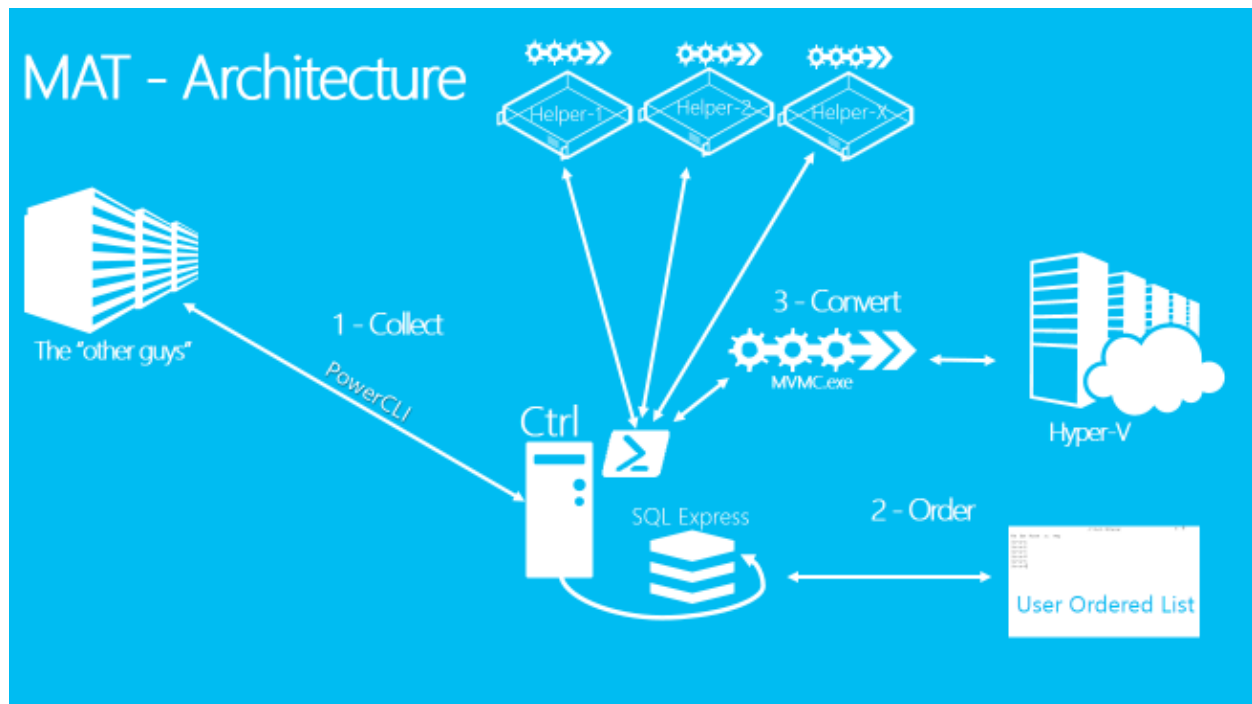 MAT - Architecture
Helper-1
Helper-2
Helper-X
The "other guys"
1 - Collect
PowerCLI
3 - Convert
MVMC.exe
Hyper-V
Ctrl
SQL Express
2 - Order
User Ordered List